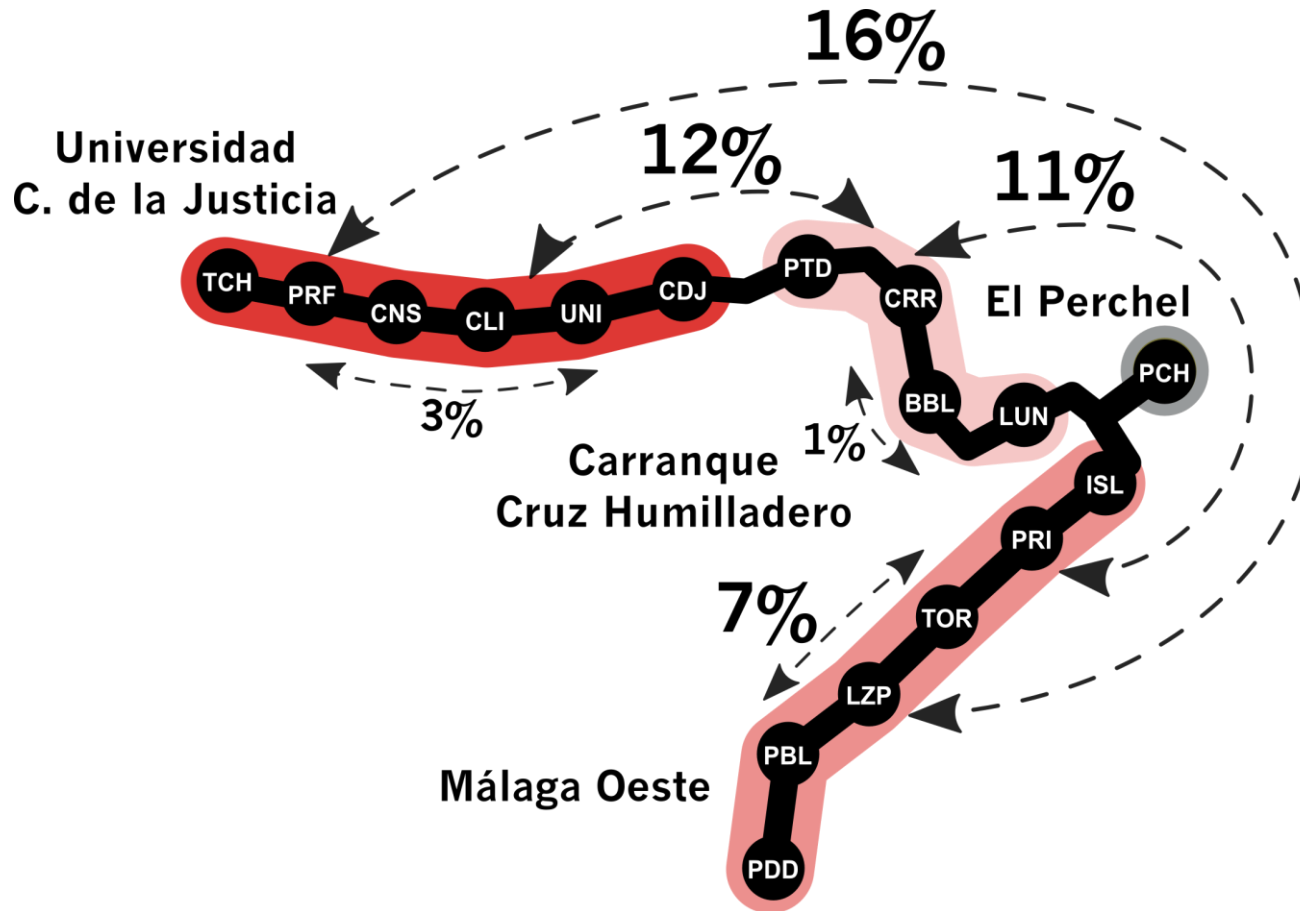 16%
12%
11%
Universidad
C. de la Justicia
TCH
PRF
CNS
CLI
UNI
CDJ
PTD
CRR
El Perchel
PCH
BBL
LUN
3%
1%
Carranque
Cruz Humilladero
ISL
PRI
7%
TOR
LZP
PBL
Málaga Oeste
PDD